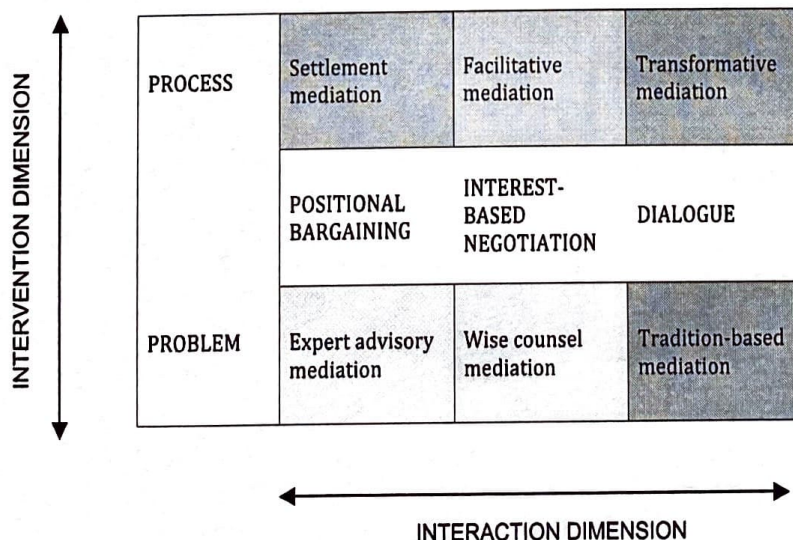 INTERVENTION DIMENSION
PROCESS
Settlement
mediation
Facilitative
mediation
Transformative
mediation
POSITIONAL
BARGAINING
INTEREST-
BASED
NEGOTIATION
DIALOGUE
PROBLEM
Expert advisory
mediation
Wise counsel
mediation
Tradition-based
mediation
INTERACTION DIMENSION